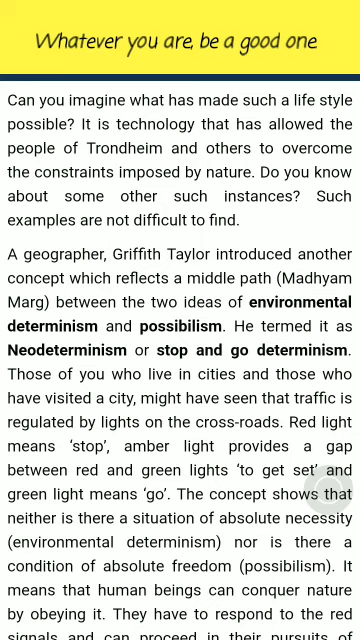 Whatever you are, be a good one
Can you imagine what has made such a life style
possible? It is technology that has allowed the
people of Trondheim and others to overcome
the constraints imposed by nature. Do you know
about some other such instances? Such
examples are not difficult to find.
A geographer, Griffith Taylor introduced another
concept which reflects a middle path (Madhyam
Marg) between the two ideas of environmental
determinism and possibilism. He termed it as
Neodeterminism or stop and go determinism.
Those of you who live in cities and those who
have visited a city, might have seen that traffic is
regulated by lights on the cross-roads. Red light
means ‘stop’, amber light provides a gap
between red and green lights ‘to get set’ and
green light means ‘go’. The concept shows that
neither is there a situation of absolute necessity
(environmental determinism) nor is there a
condition of absolute freedom (possibilism). It
means that human beings can conquer nature
by obeying it. They have to respond to the red
signals and can proceed in their pursuits of